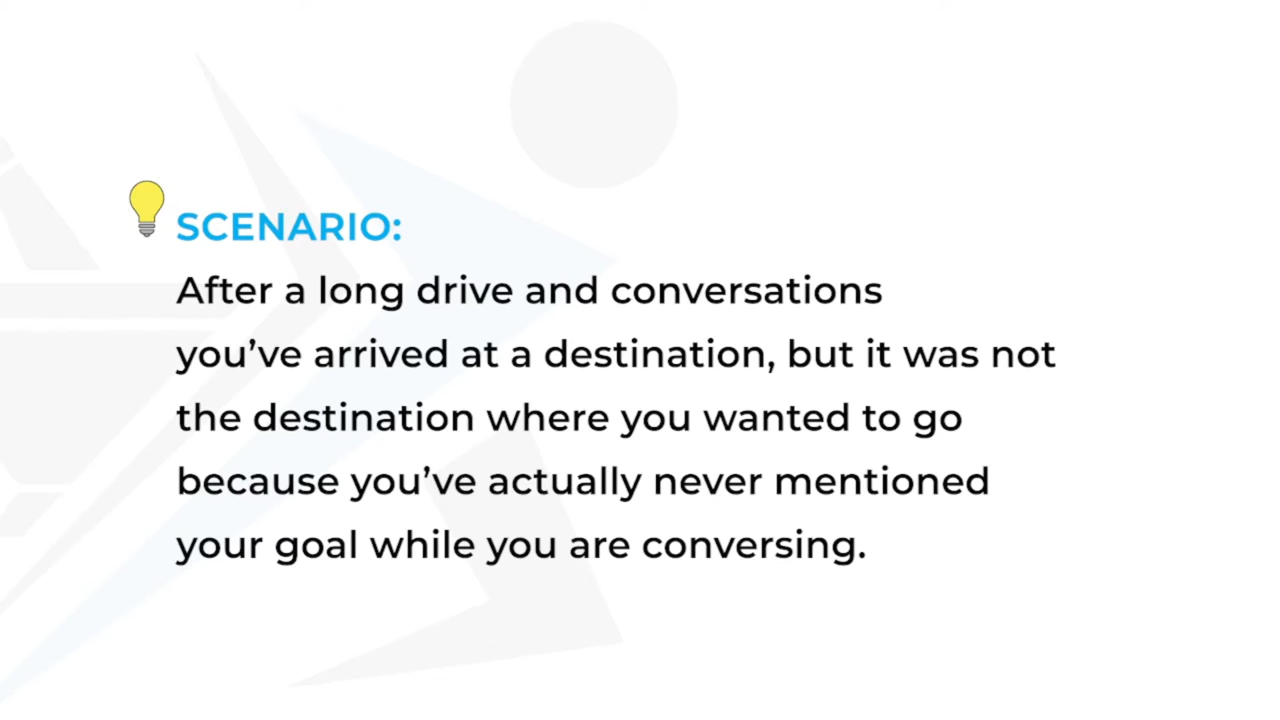 SCENARIO:
After a long drive and conversations
you’ve arrived at a destination, but it was not
the destination where you wanted to go
because you’ve actually never mentioned
your goal while you are conversing.